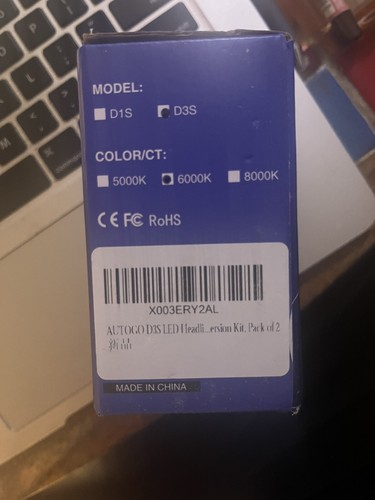 MODEL:
D1S D3S
COLOR/CT:
5000K 6000K 8000K
CE FC RoHS
X003ERY2AL
AUTOGO D3S LED Headli...ersion Kit, Pack of 2
新品
MADE IN CHINA